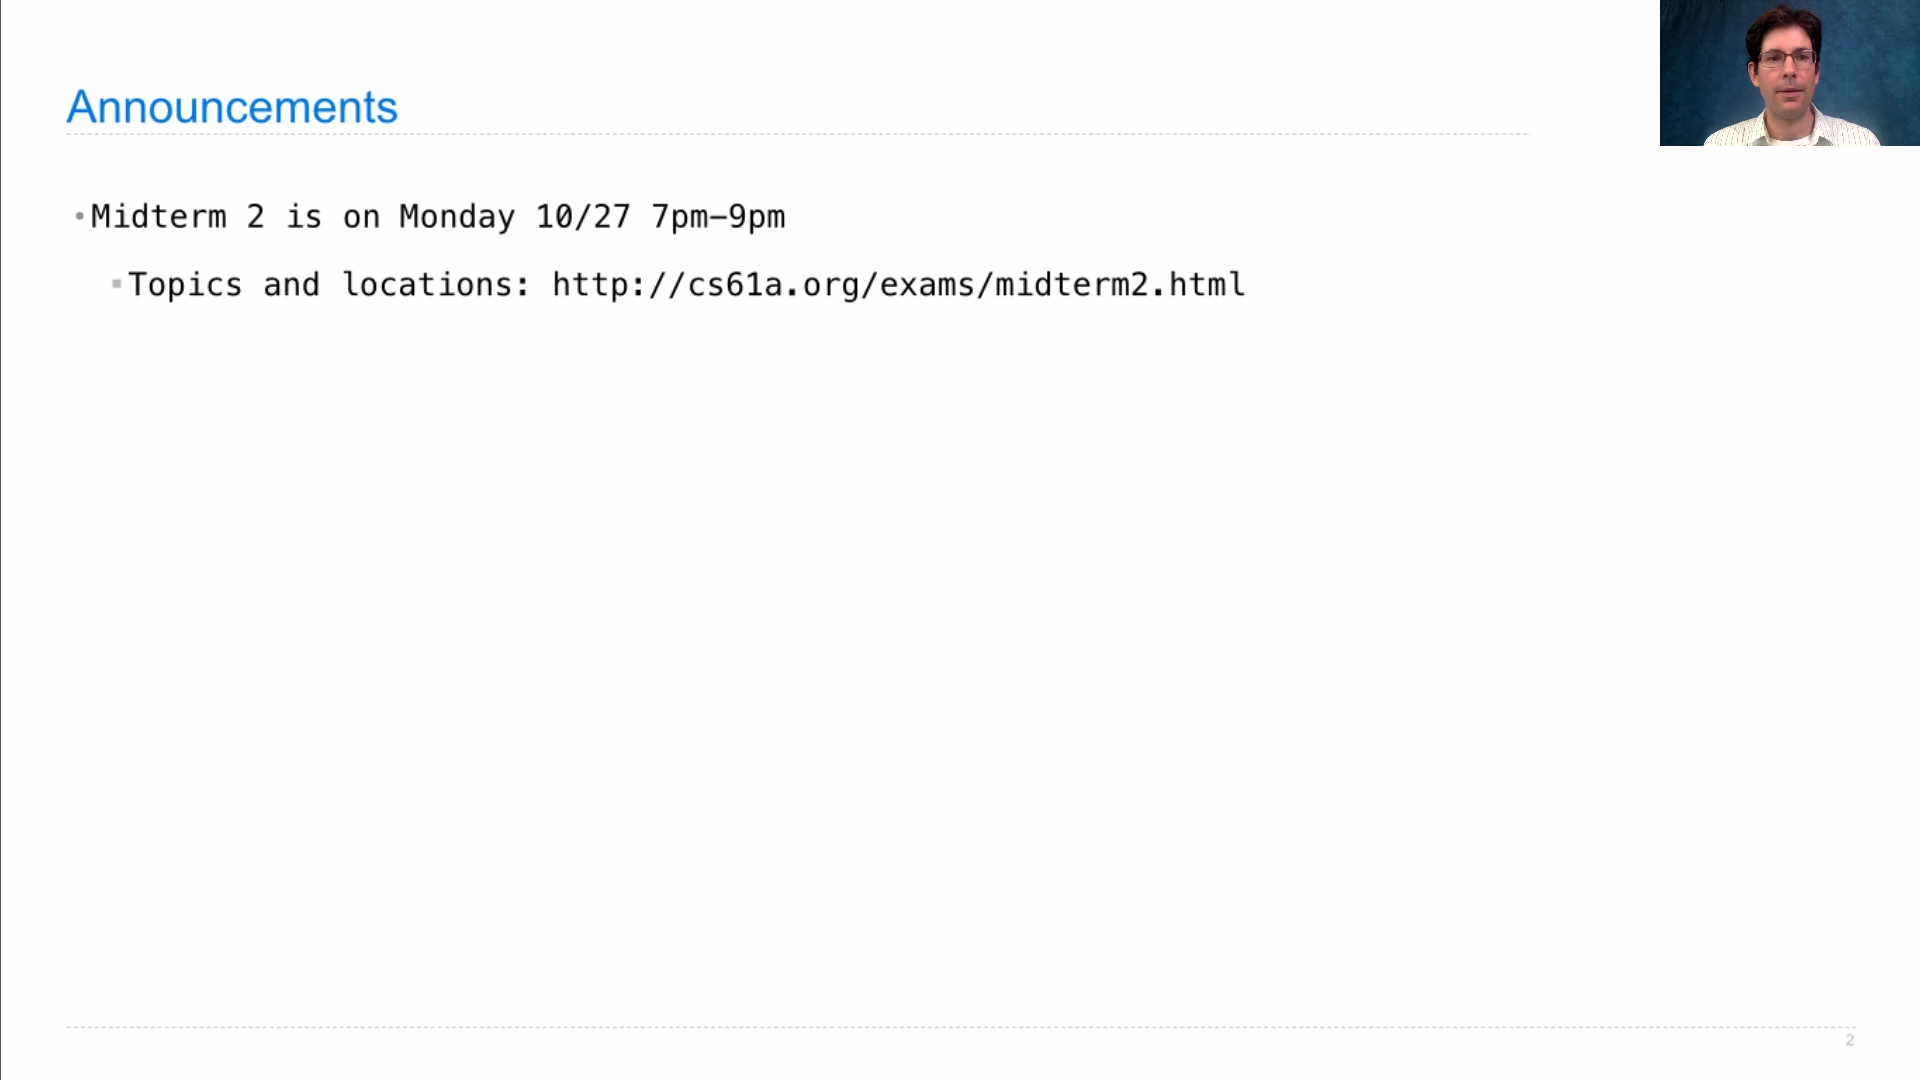 Announcements
•Midterm 2 is on Monday 10/27 7pm–9pm
▪Topics and locations: http://cs61a.org/exams/midterm2.html
2